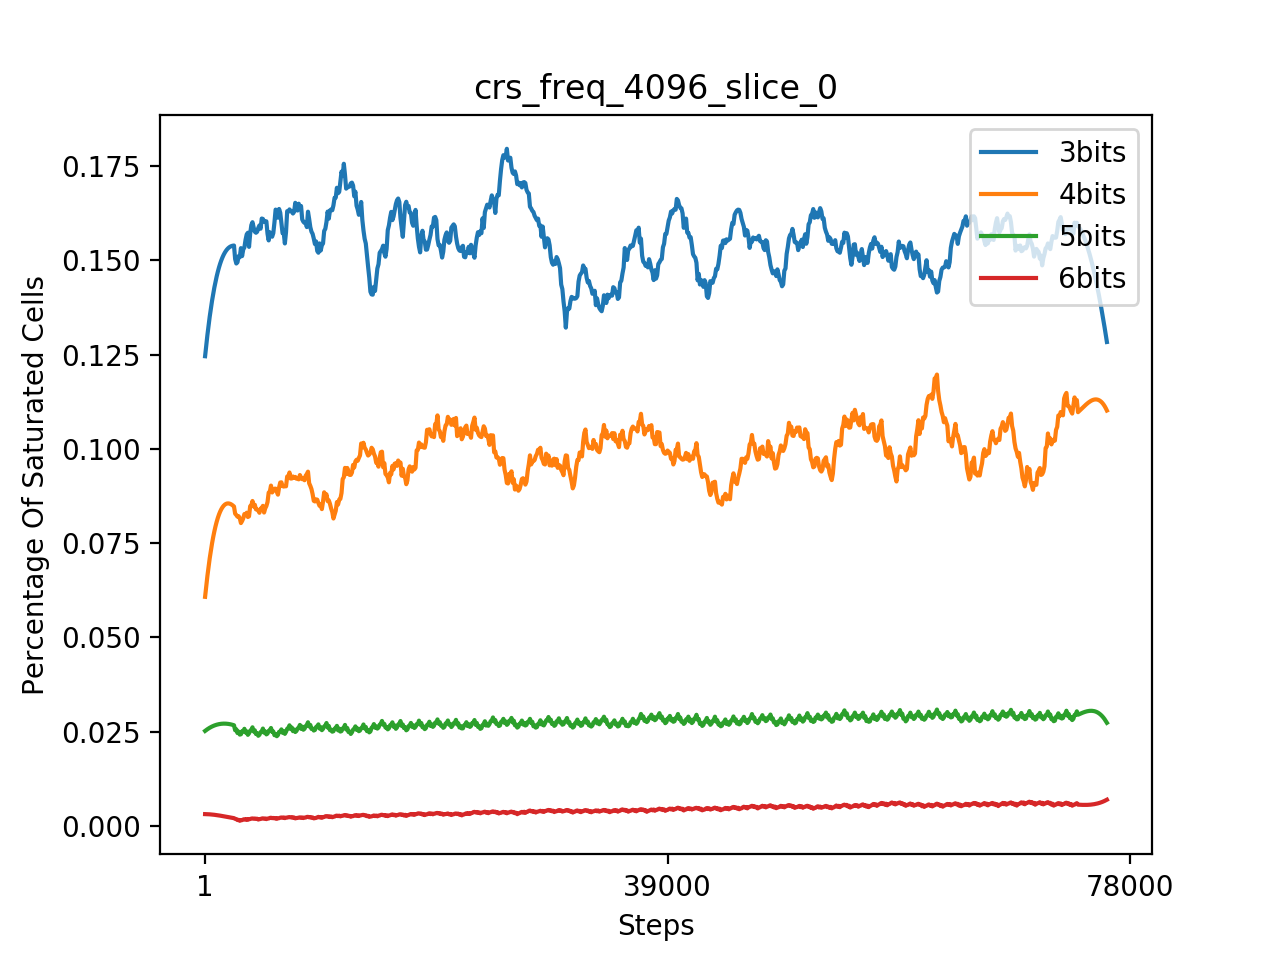 crs_freq_4096_slice_0
Percentage Of Saturated Cells
0.175
0.150
0.125
0.100
0.075
0.050
0.025
0.000
3bits
4bits
5bits
6bits
1
39000
78000
Steps